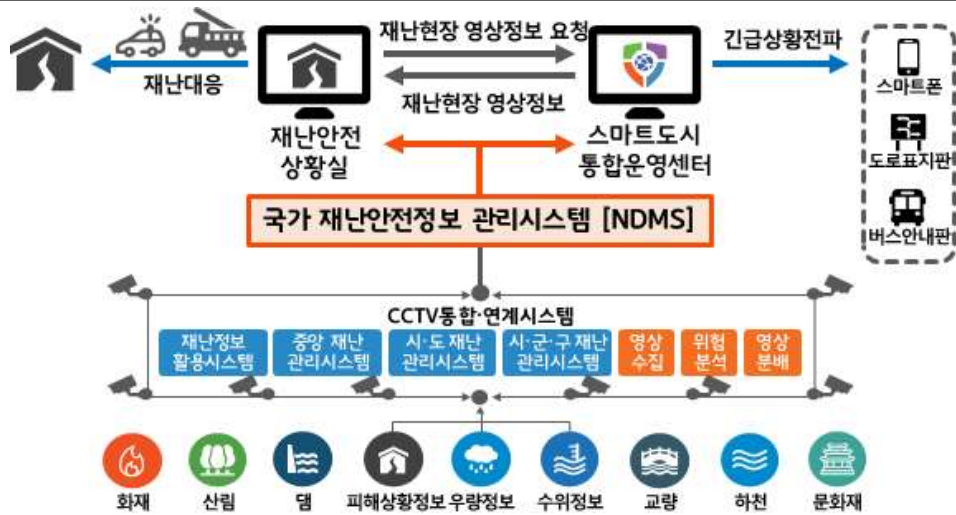 재난현장 영상정보 요청
긴급상황전파
재난대응
재난현장 영상정보
스마트폰
재난안전
상황실
스마트도시
통합운영센터
도로표지판
국가 재난안전정보 관리시스템 [NDMS]
버스안내판
CCTV통합·연계시스템
재난정보
활용시스템
중앙 재난
관리시스템
시·도 재난
관리시스템
시·군·구 재난
관리시스템
영상
수집
위험
분석
영상
분배
화재
산림
댐
피해상황정보
우량정보
수위정보
교량
하천
문화재